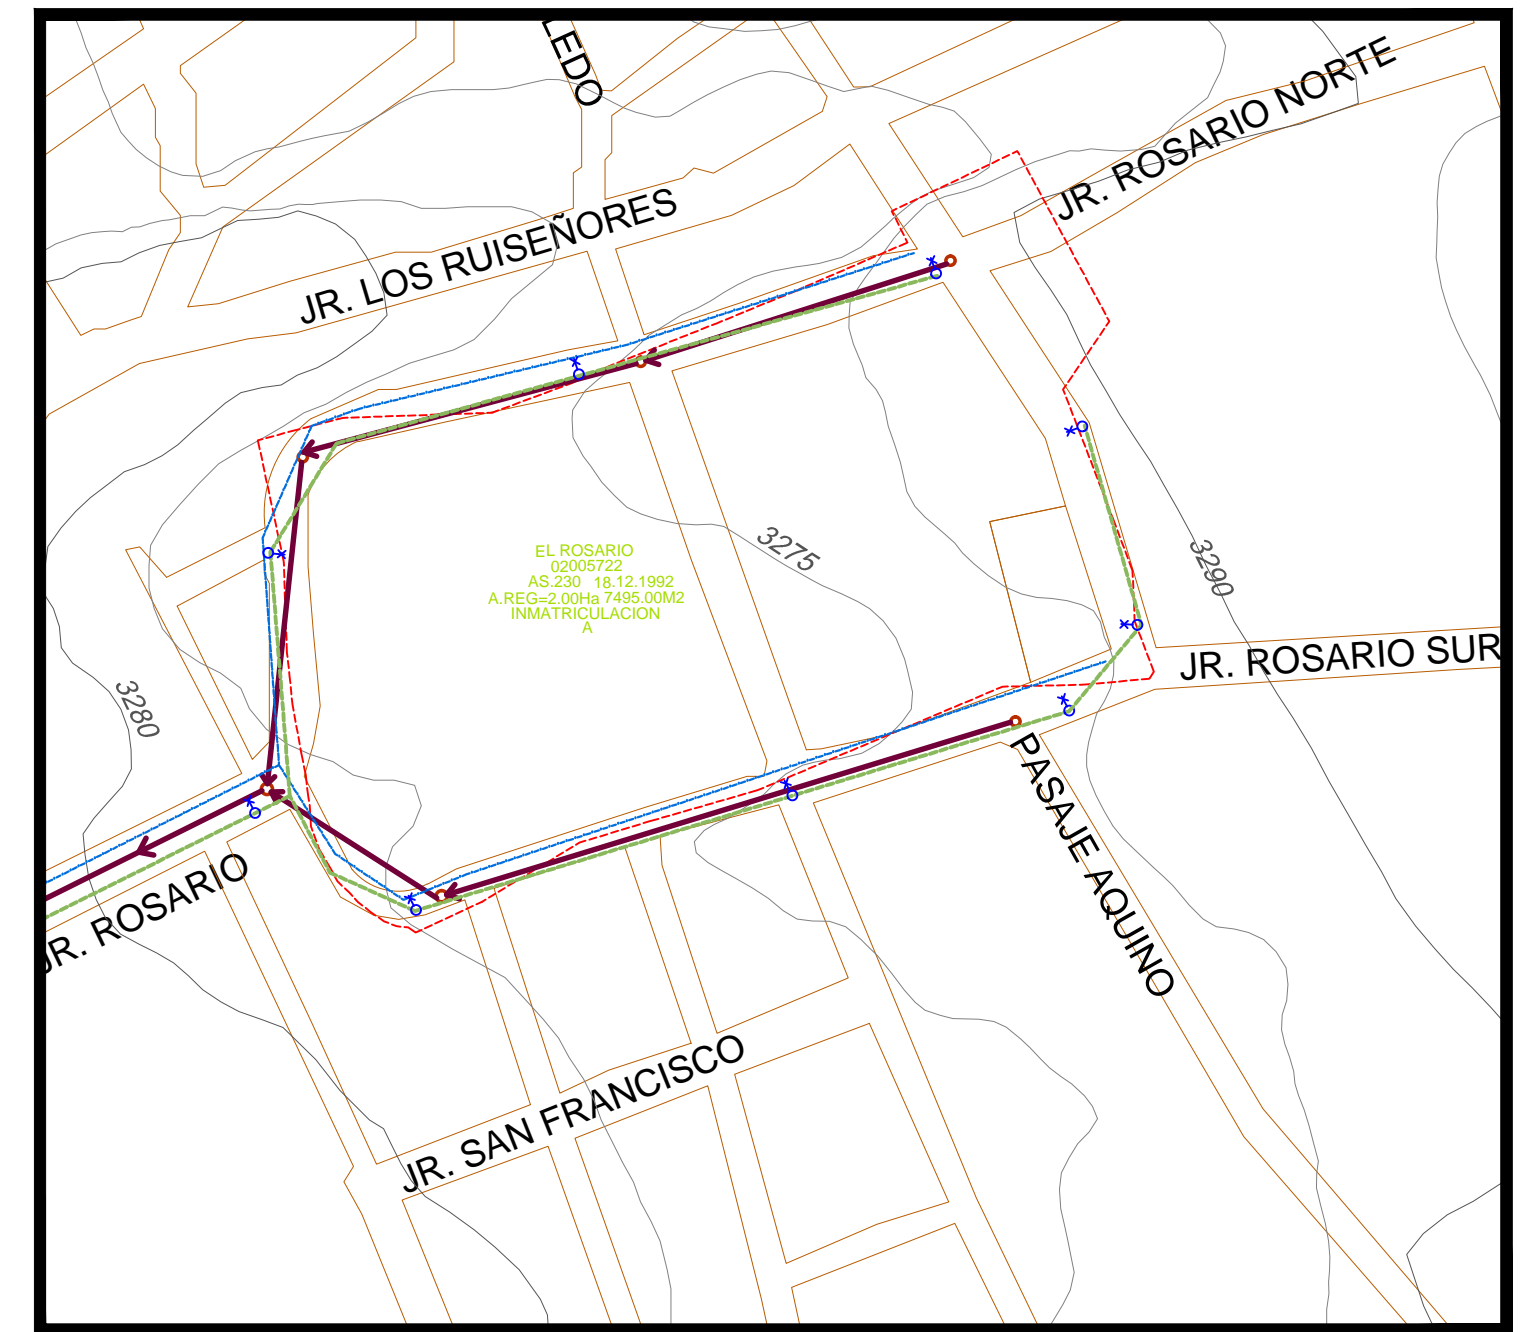 LEDO
JR. ROSARIO NORTE
JR. LOS RUISEÑORES
3275
3290
EL ROSARIO
02005722
AS.230 18.12.1992
A.REG=2.00Ha 7495.00M2
INMATRICULACION
A
JR. ROSARIO SUR
3280
PASAJE AQUINO
JR. ROSARIO
JR. SAN FRANCISCO